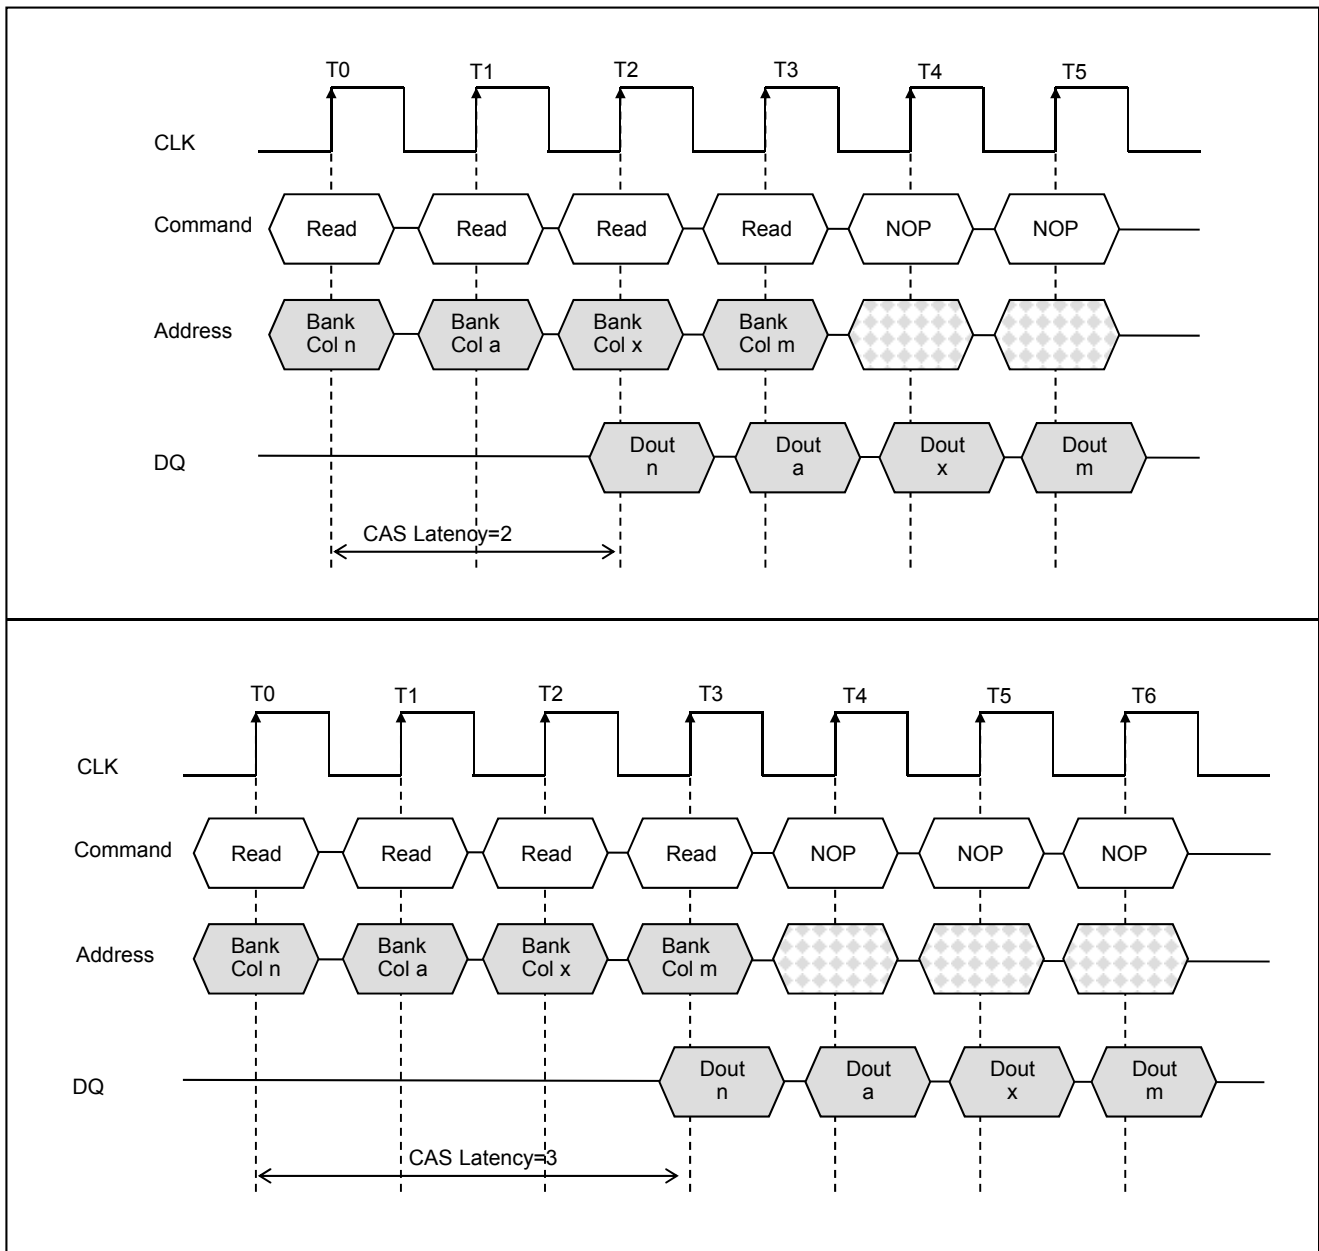 T0 T1 T2 T3 T4 T5
CLK
Command Read Read Read Read NOP NOP
Address
Bank Bank Bank Bank
Col n Col a Col x Col m
DQ
Dout Dout Dout Dout
n a x m
CAS Latency=2
T0 T1 T2 T3 T4 T5 T6
CLK
Command Read Read Read Read NOP NOP NOP
Address
Bank Bank Bank Bank
Col n Col a Col x Col m
DQ
Dout Dout Dout Dout
n a x m
CAS Latency=3